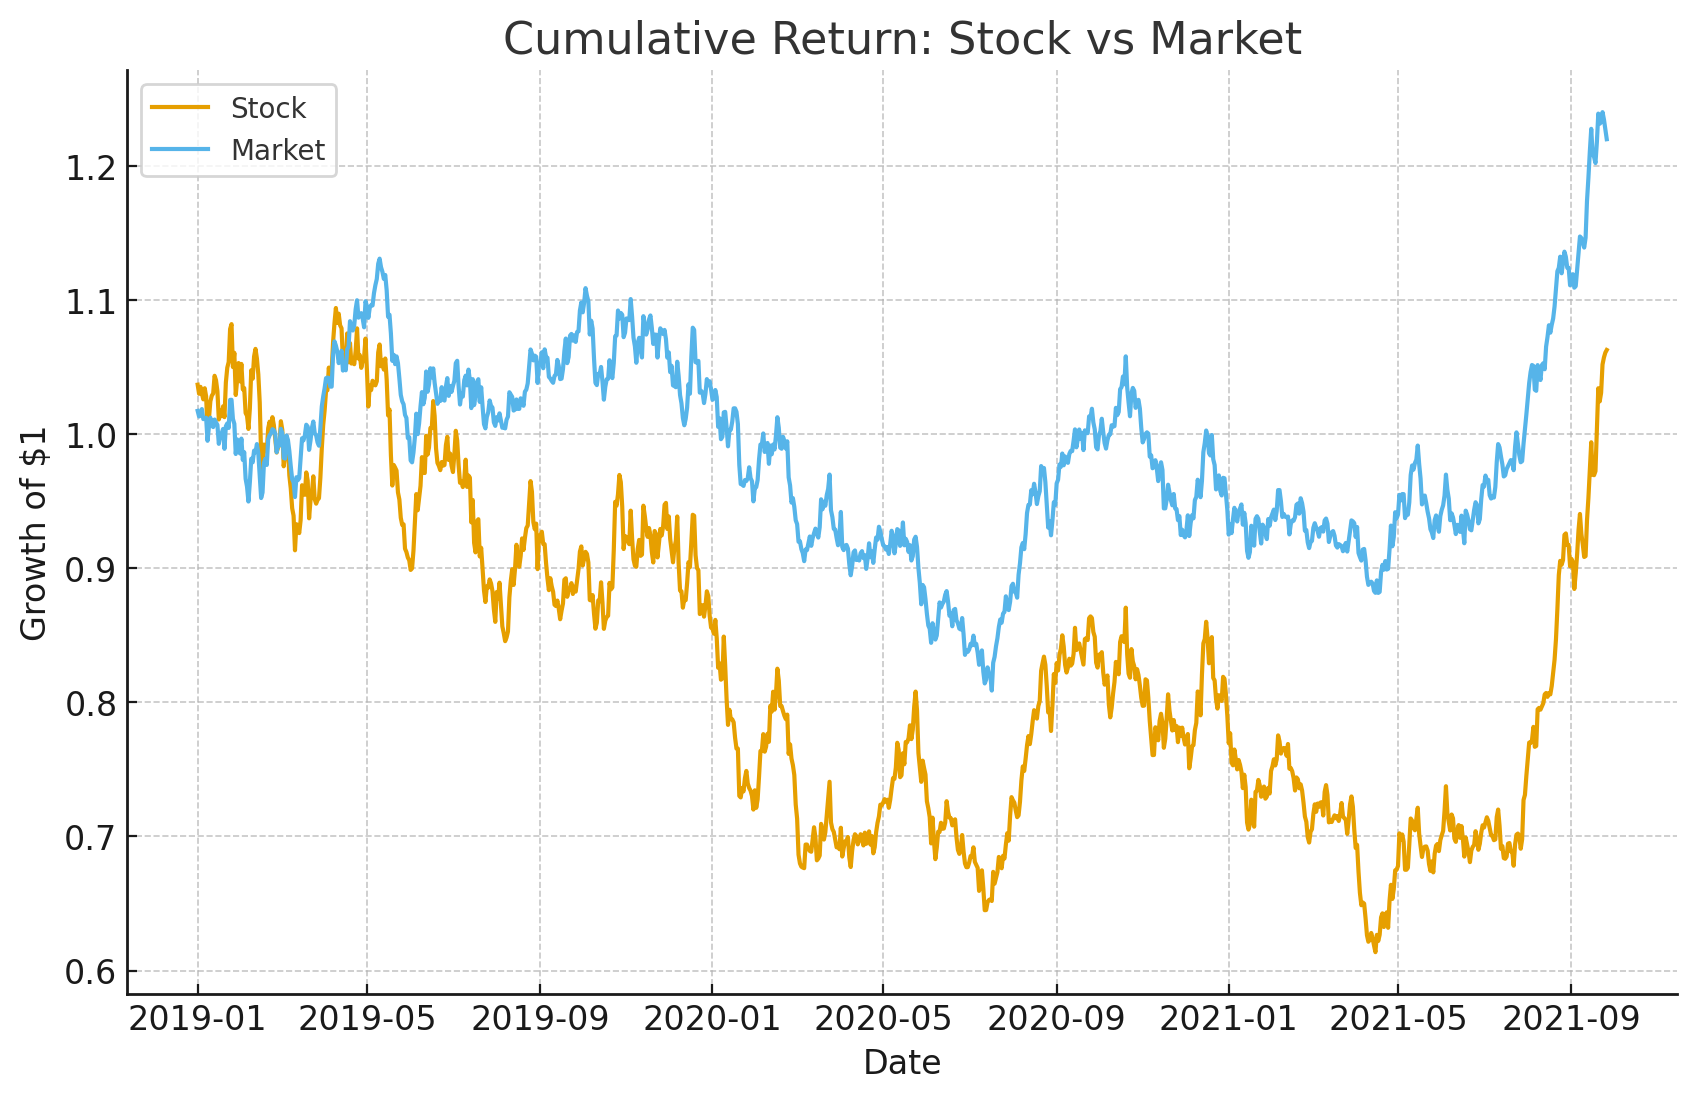 Cumulative Return: Stock vs Market
Stock
Market
Growth of $1
1.2
1.1
1.0
0.9
0.8
0.7
0.6
2019-01 2019-05 2019-09 2020-01 2020-05 2020-09 2021-01 2021-05 2021-09
Date